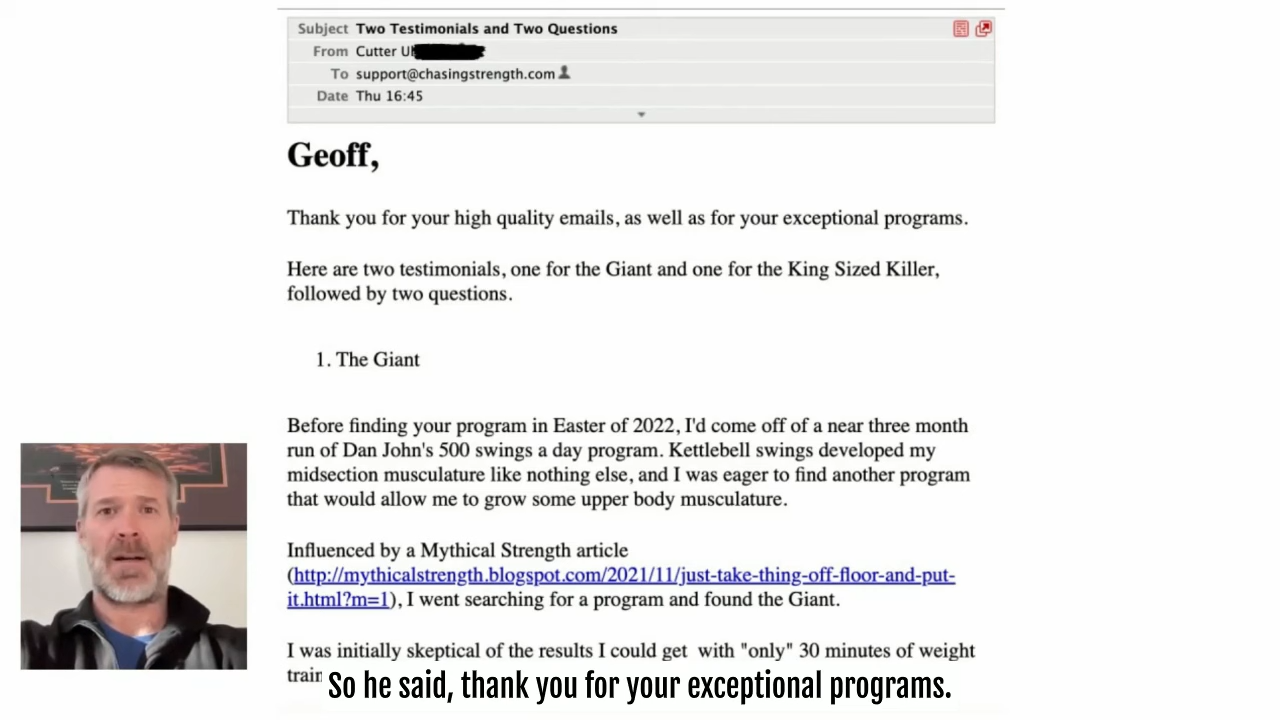 Subject Two Testimonials and Two Questions
From Cutter
To support@chasingstrength.com
Date Thu 16:45
Geoff,
Thank you for your high quality emails, as well as for your exceptional programs.
Here are two testimonials, one for the Giant and one for the King Sized Killer,
followed by two questions.
1. The Giant
Before finding your program in Easter of 2022, I'd come off of a near three month
run of Dan John's 500 swings a day program. Kettlebell swings developed my
midsection musculature like nothing else, and I was eager to find another program
that would allow me to grow some upper body musculature.
Influenced by a Mythical Strength article
(http://mythicalstrength.blogspot.com/2021/11/just-take-thing-off-floor-and-put-
it.html?m=1), I went searching for a program and found the Giant.
I was initially skeptical of the results I could get with "only" 30 minutes of weight
So he said, thank you for your exceptional programs.